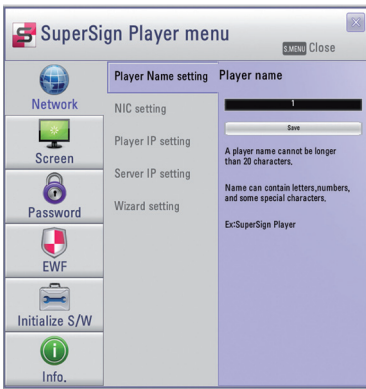 SuperSign Player menu
S.MENU Close
Network
Screen
Password
EWF
Initialize S/W
Info.
Player Name setting
NIC setting
Player IP setting
Server IP setting
Wizard setting
Player name
1
Save
A player name cannot be longer
than 20 characters.
Name can contain letters,numbers,
and some special characters,
Ex:SuperSign Player